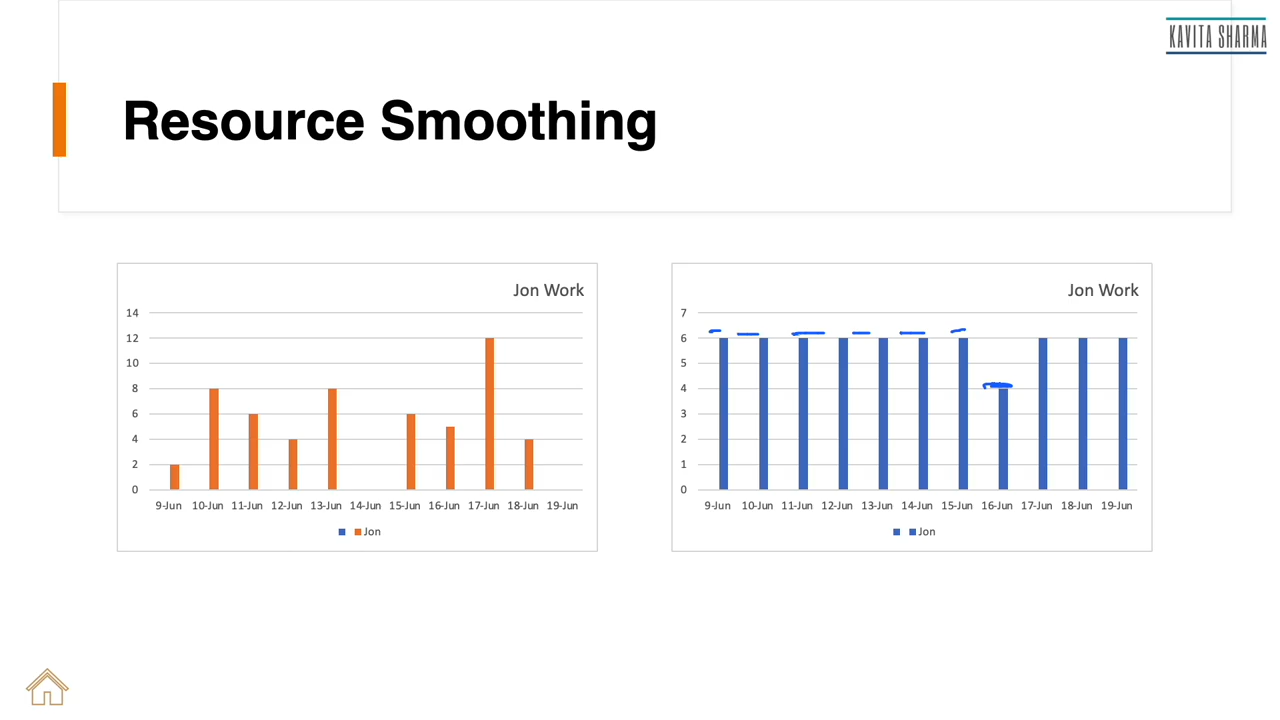 KAVITA SHARMA
Resource Smoothing
Jon Work
14
12
10
8
6
4
2
0
9-Jun 10-Jun 11-Jun 12-Jun 13-Jun 14-Jun 15-Jun 16-Jun 17-Jun 18-Jun 19-Jun
Jon
Jon Work
7
6
5
4
3
2
1
0
9-Jun 10-Jun 11-Jun 12-Jun 13-Jun 14-Jun 15-Jun 16-Jun 17-Jun 18-Jun 19-Jun
Jon